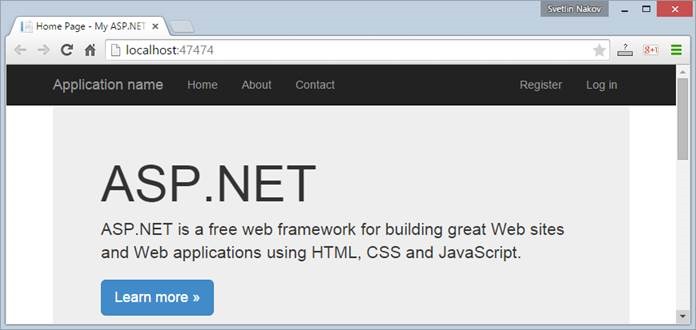 Svetlin Nakov
Home Page - My ASP.NET
localhost:47474
Application name Home About Contact Register Log in
ASP.NET
ASP.NET is a free web framework for building great Web sites
and Web applications using HTML, CSS and JavaScript.
Learn more »